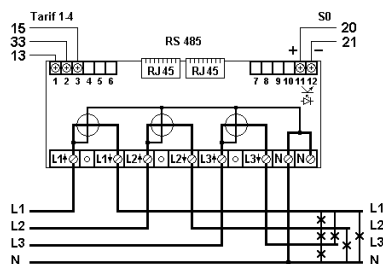 Tarif 1-4
RS 485
S0
15
20
33
21
13
+ −
RJ45 RJ45
1 2 3 4 5 6
7 8 9 10 11 12
L1 L1 L2 L2 L3 L3 N N
L1 L1
L2 L2
L3 L3
N N